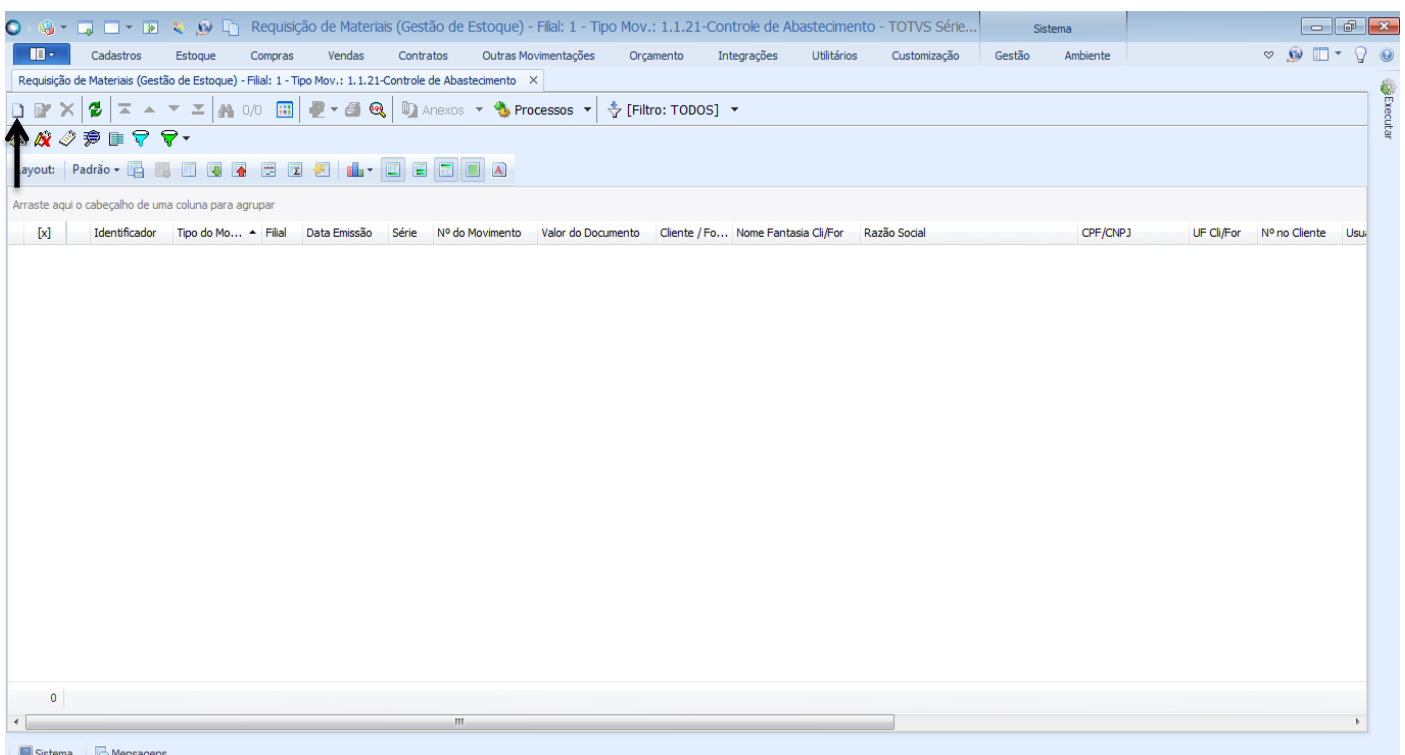 Requisição de Materiais (Gestão de Estoque) - Filial: 1 - Tipo Mov.: 1.1.21-Controle de Abastecimento - TOTVS Série... Sistema
Cadastros Estoque Compras Vendas Contratos Outras Movimentações Orçamento Integrações Utilitários Customização Gestão Ambiente
Requisição de Materiais (Gestão de Estoque) - Filial: 1 - Tipo Mov.: 1.1.21-Controle de Abastecimento X
0/0 Anexos Processos [Filtro: TODOS]
Executar
Layout: Padrão
Arraste aqui o cabeçalho de uma coluna para agrupar
[x] Identificador Tipo do Mo... Filial Data Emissão Série Nº do Movimento Valor do Documento Cliente / Fo... Nome Fantasia Cli/For Razão Social CPF/CNPJ UF Cli/For Nº no Cliente Usu
0
Sistema Mensagens